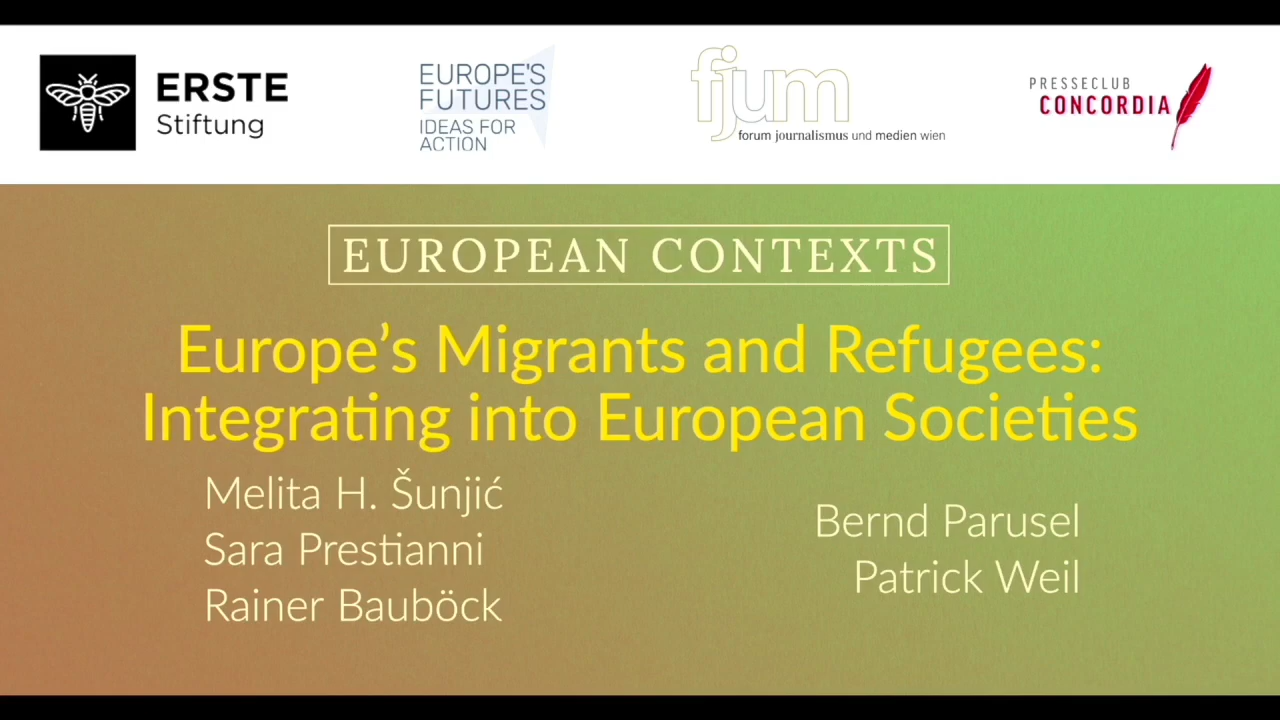 ERSTE
Stiftung
EUROPE'S
FUTURES
IDEAS FOR
ACTION
fjum
forum journalismus und medien wien
PRESSECLUB
CONCORDIA
EUROPEAN CONTEXTS
Europe’s Migrants and Refugees:
Integrating into European Societies
Melita H. Šunjić
Sara Prestianni
Rainer Bauböck
Bernd Parusel
Patrick Weil